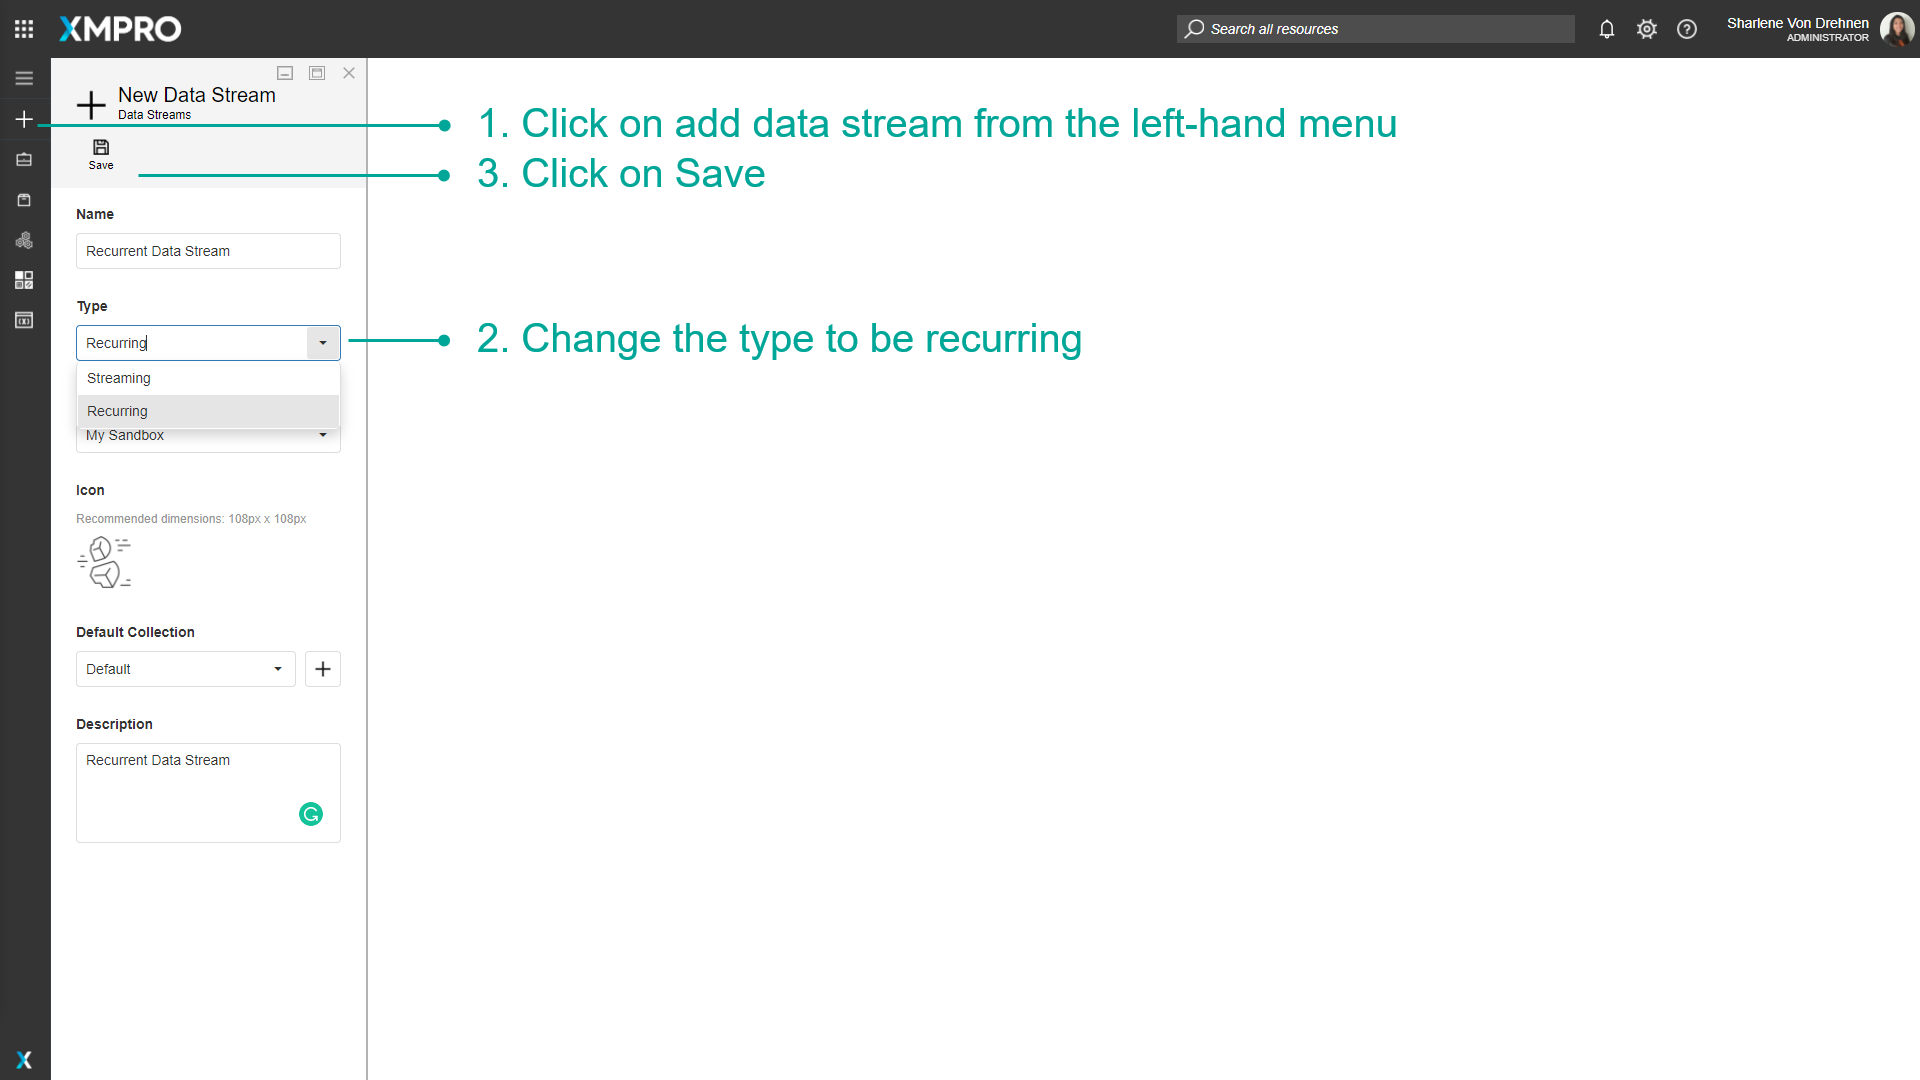 XMPRO
Search all resources
Sharlene Von Drehnen
ADMINISTRATOR
New Data Stream
Data Streams
Save
1. Click on add data stream from the left-hand menu
3. Click on Save
Name
Recurrent Data Stream
Type
Recurring
2. Change the type to be recurring
Streaming
Recurring
My Sandbox
Icon
Recommended dimensions: 108px x 108px
Default Collection
Default
Description
Recurrent Data Stream